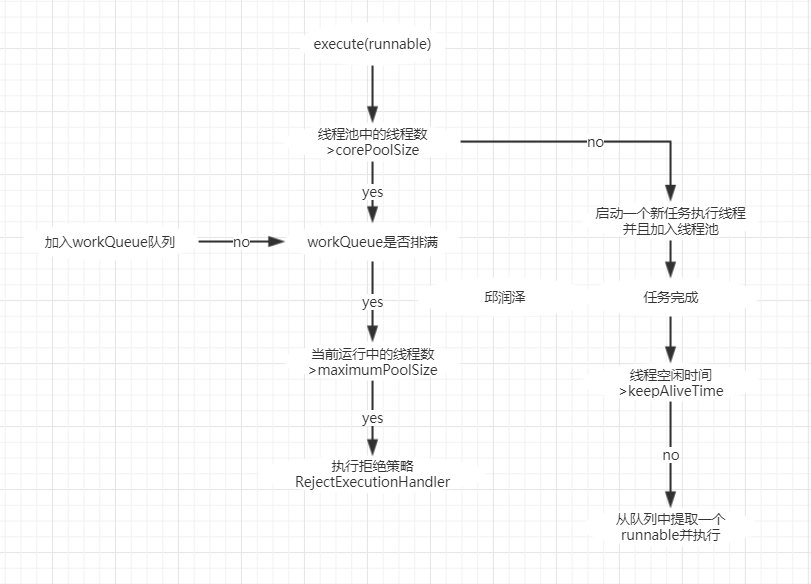 execute(runnable)
线程池中的线程数
>corePoolSize
no
yes
启动一个新任务执行线程
并且加入线程池
加入workQueue队列
no
workQueue是否排满
yes
邱润泽
任务完成
当前运行中的线程数
>maximumPoolSize
线程空闲时间
>keepAliveTime
yes
no
执行拒绝策略
RejectExecutionHandler
从队列中提取一个
runnable并执行